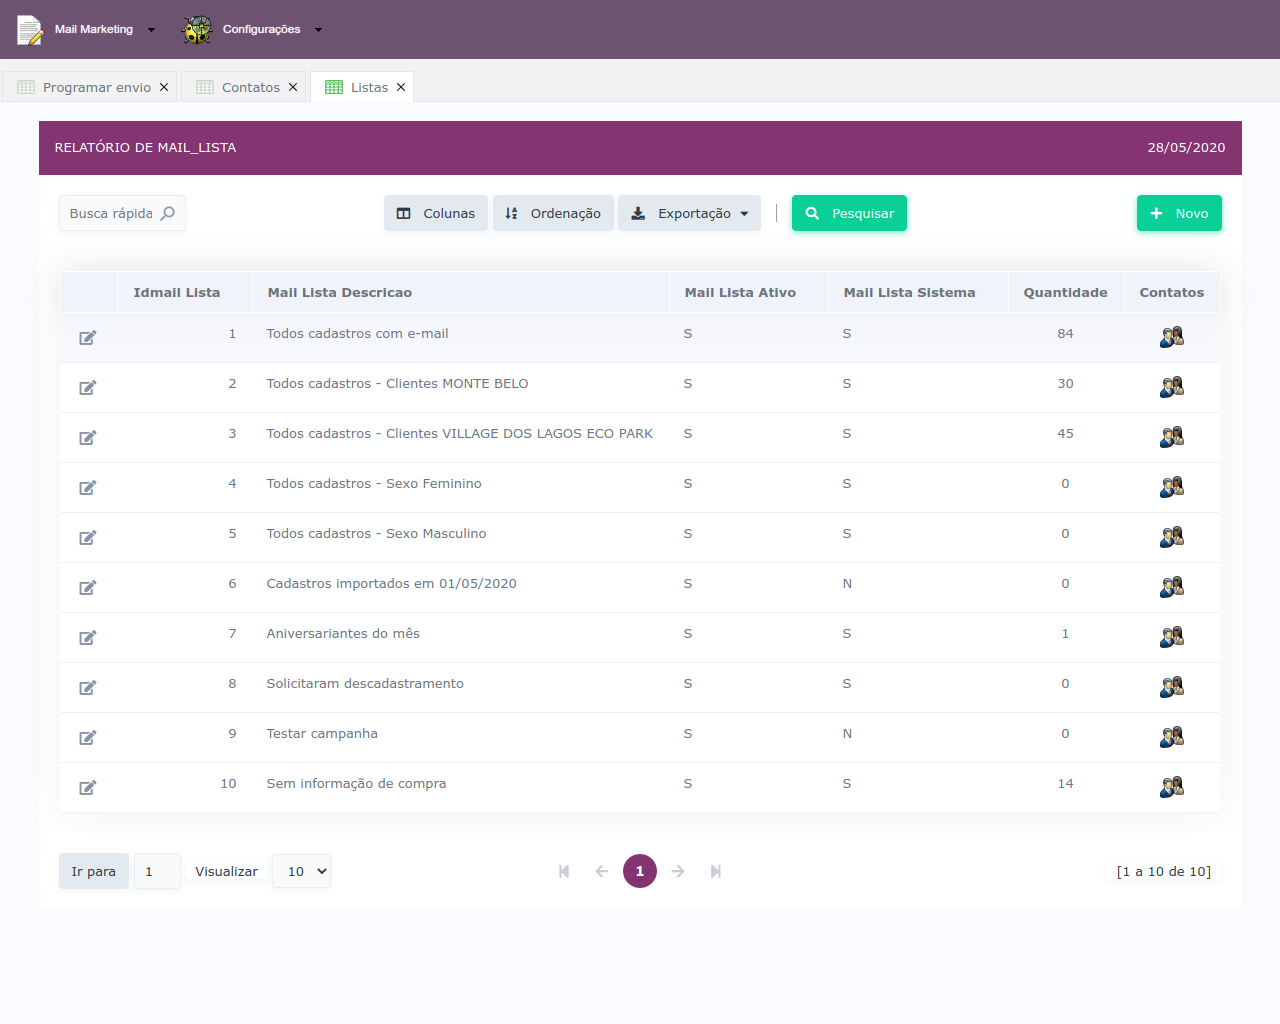 Mail Marketing Configurações
Programar envio Contatos Listas
RELATÓRIO DE MAIL_LISTA 28/05/2020
Busca rápida Colunas Ordenação Exportação Pesquisar Novo
Idmail Lista Mail Lista Descricao Mail Lista Ativo Mail Lista Sistema Quantidade Contatos
1 Todos cadastros com e-mail S S 84
2 Todos cadastros - Clientes MONTE BELO S S 30
3 Todos cadastros - Clientes VILLAGE DOS LAGOS ECO PARK S S 45
4 Todos cadastros - Sexo Feminino S S 0
5 Todos cadastros - Sexo Masculino S S 0
6 Cadastros importados em 01/05/2020 S N 0
7 Aniversariantes do mês S S 1
8 Solicitaram descadastramento S S 0
9 Testar campanha S N 0
10 Sem informação de compra S S 14
Ir para 1 Visualizar 10 1 [1 a 10 de 10]